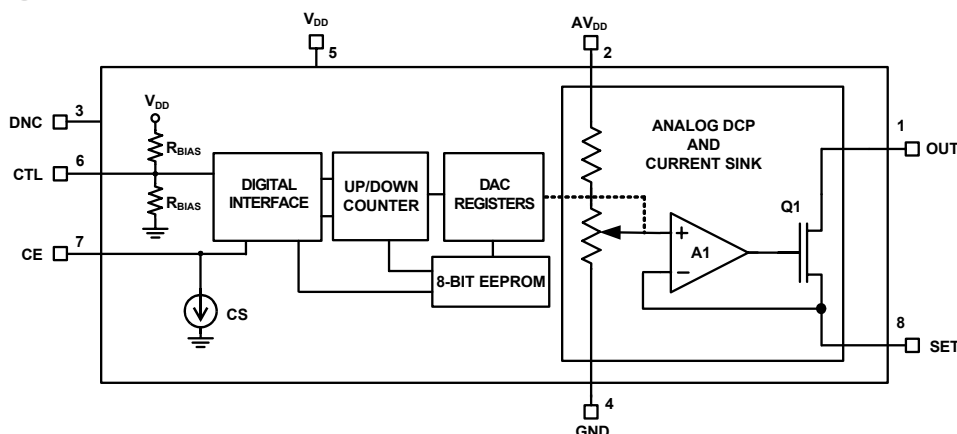 VDD
5
AVDD
2
DNC
3
VDD
RBIAS
CTL
6
RBIAS
CE
7
CS
DIGITAL
INTERFACE
UP/DOWN
COUNTER
DAC
REGISTERS
8-BIT EEPROM
ANALOG DCP
AND
CURRENT SINK
+
A1
−
Q1
1
OUT
8
SET
4
GND